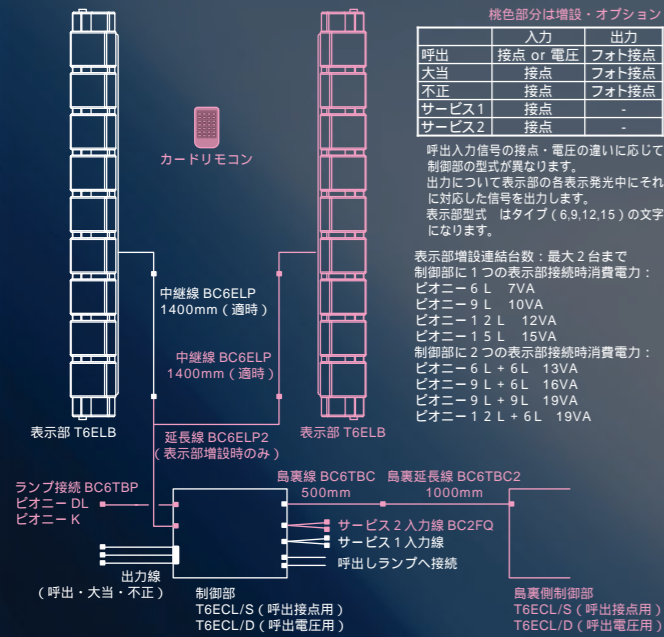 桃色部分は増設・オプション
入力 出力
呼出 接点 or 電圧 フォト接点
大当 接点 フォト接点
不正 接点 フォト接点
サービス1 接点 -
サービス2 接点 -
呼出入力信号の接点・電圧の違いに応じて
制御部の型式が異なります。
出力について表示部の各表示発光中にそれ
に対応した信号を出力します。
表示部型式 はタイプ(6,9,12,15)の文字
になります。
表示部増設連結台数:最大2台まで
制御部に1つの表示部接続時消費電力:
ピオニー6L 7VA
ピオニー9L 10VA
ピオニー12L 12VA
ピオニー15L 15VA
制御部に2つの表示部接続時消費電力:
ピオニー6L+6L 13VA
ピオニー9L+6L 16VA
ピオニー9L+9L 19VA
ピオニー12L+6L 19VA
カードリモコン
中継線 BC6ELP
1400mm(適時)
中継線 BC6ELP
1400mm(適時)
表示部 T6ELB
延長線 BC6ELP2
(表示部増設時のみ)
表示部 T6ELB
ランプ接続 BC6TBP
ピオニー DL
ピオニー K
島裏線 BC6TBC
500mm
島裏延長線 BC6TBC2
1000mm
サービス2入力線 BC2FQ
サービス1入力線
呼出しランプへ接続
出力線
(呼出・大当・不正)
制御部
T6ECL/S(呼出接点用)
T6ECL/D(呼出電圧用)
島裏側制御部
T6ECL/S(呼出接点用)
T6ECL/D(呼出電圧用)